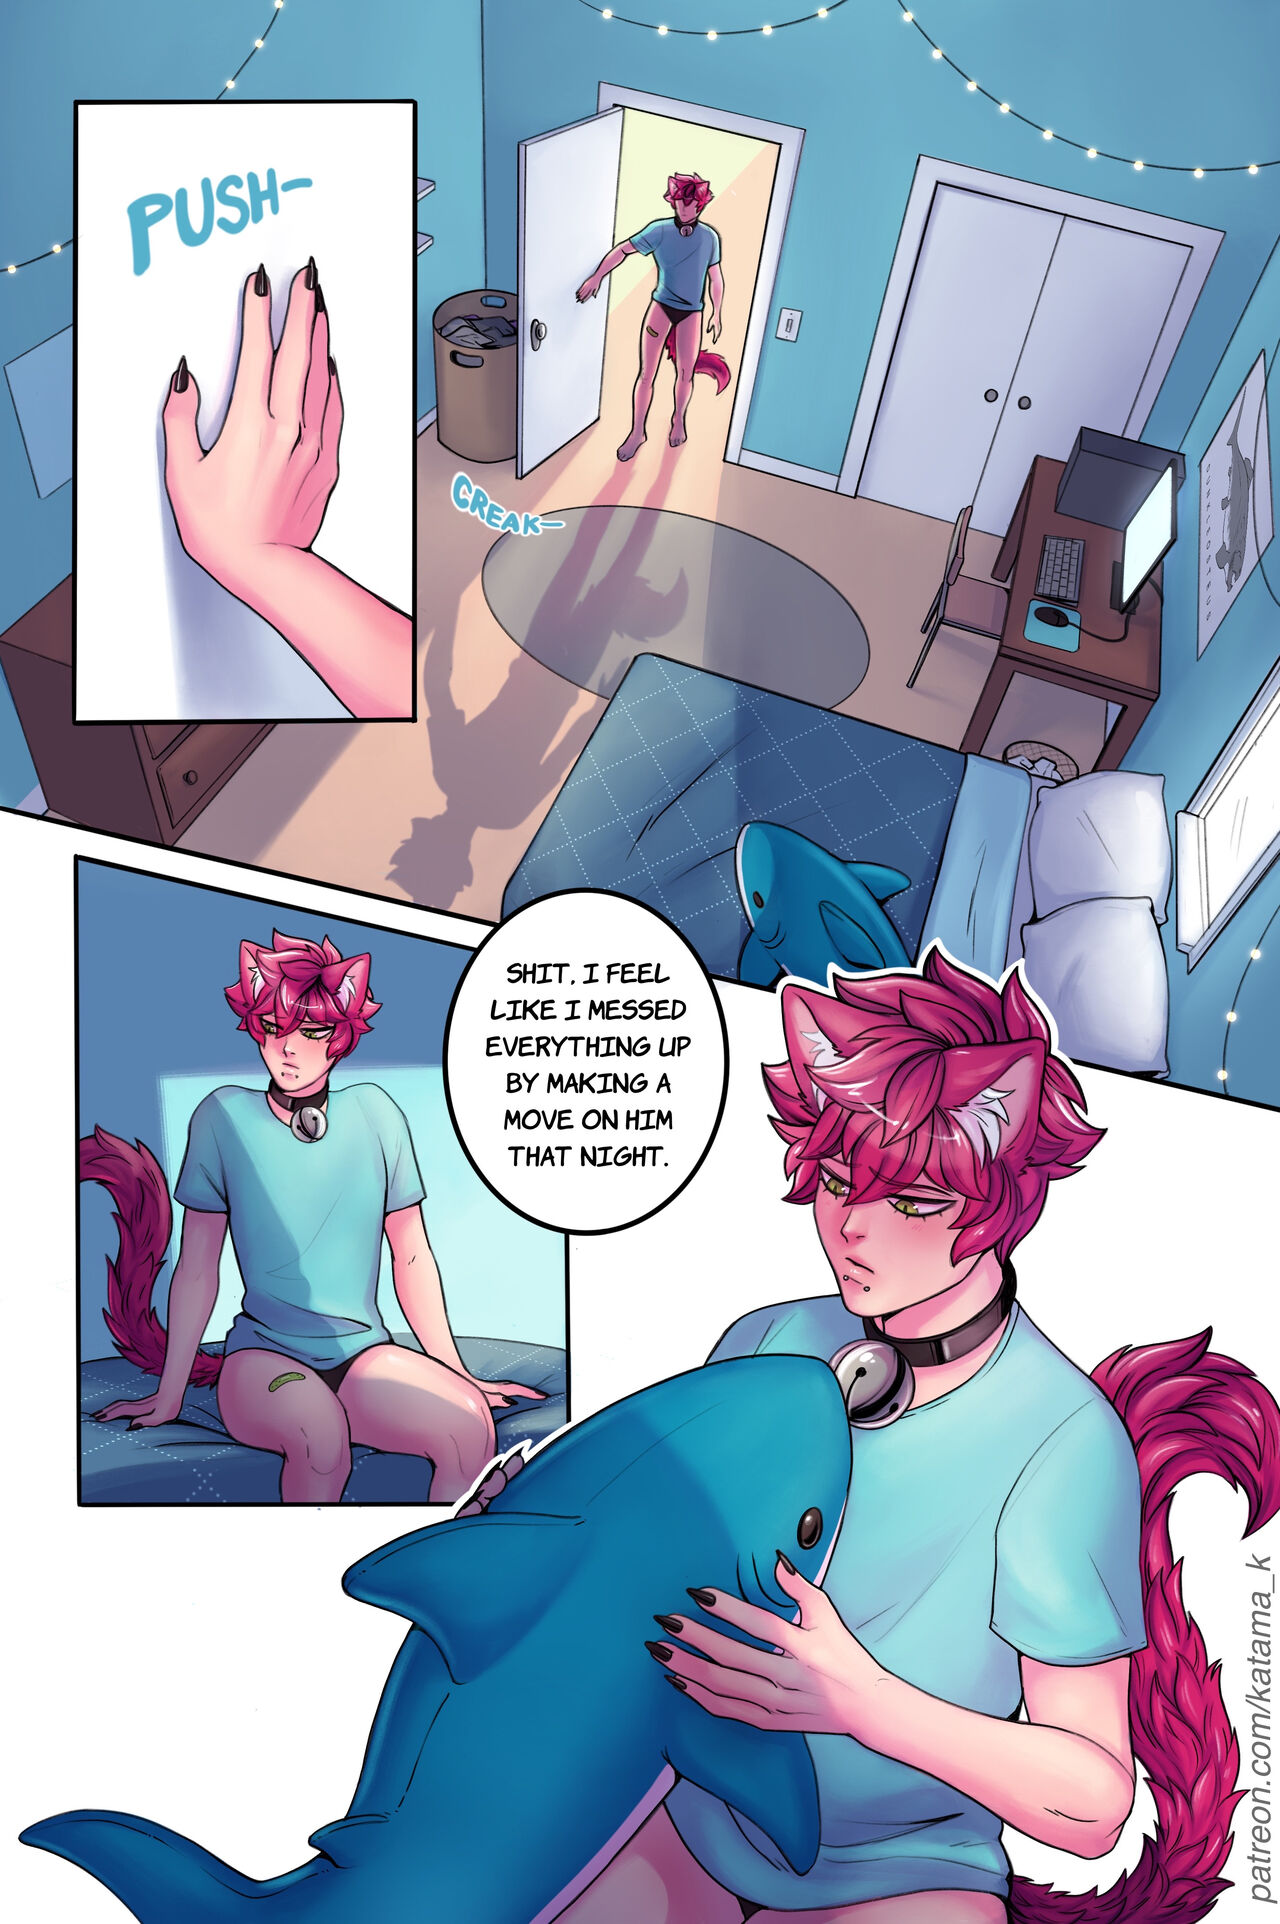 PUSH-
CREAK-
SHIT, I FEEL
LIKE I MESSED
EVERYTHING UP
BY MAKING A
MOVE ON HIM
THAT NIGHT.
patreon.com/katama_k